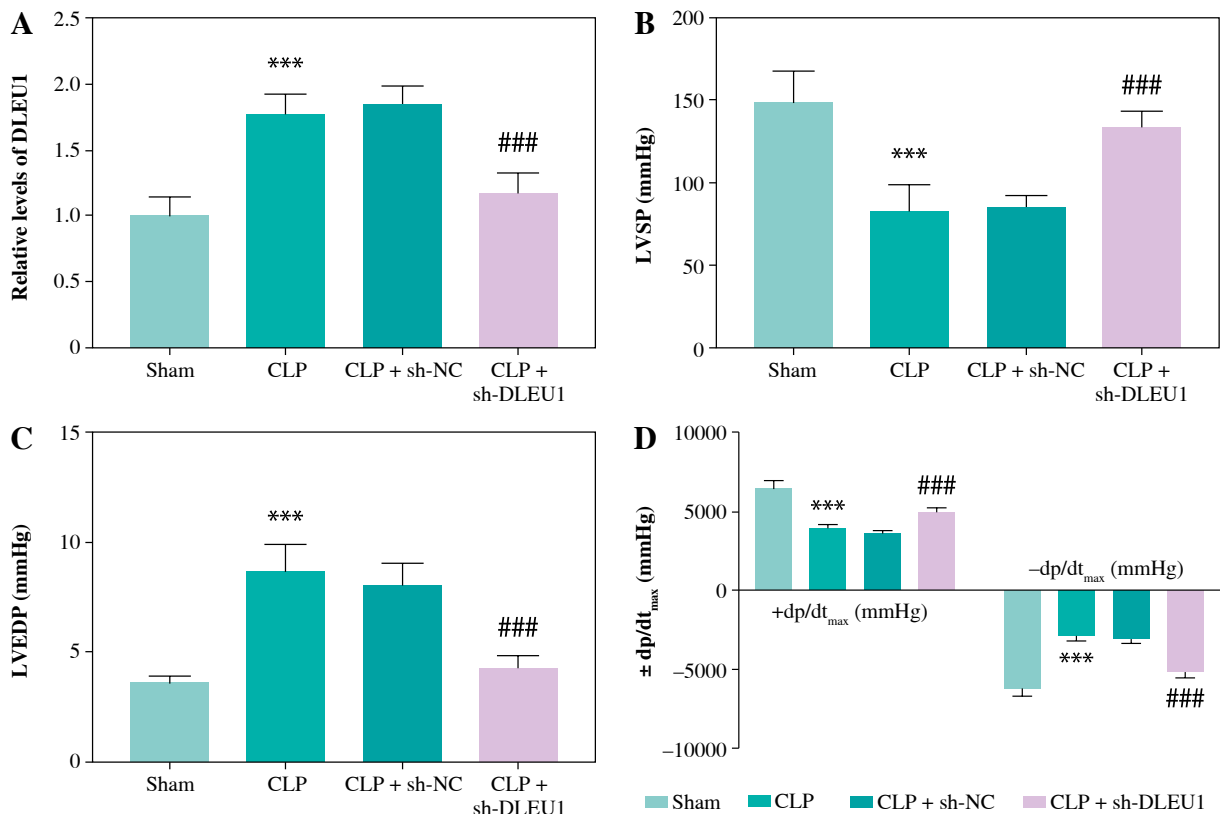 A
Relative levels of DLEU1
2.5
2.0
1.5
1.0
0.5
0
***
###
Sham
CLP
CLP + sh-NC
CLP +
sh-DLEU1
B
LVSP (mmHg)
200
150
100
50
0
***
###
Sham
CLP
CLP + sh-NC
CLP +
sh-DLEU1
C
LVEDP (mmHg)
15
10
5
0
***
###
Sham
CLP
CLP + sh-NC
CLP +
sh-DLEU1
D
± dp/dtmax (mmHg)
10000
5000
0
–5000
–10000
***
###
+dp/dtmax (mmHg)
–dp/dtmax (mmHg)
***
###
Sham
CLP
CLP + sh-NC
CLP + sh-DLEU1